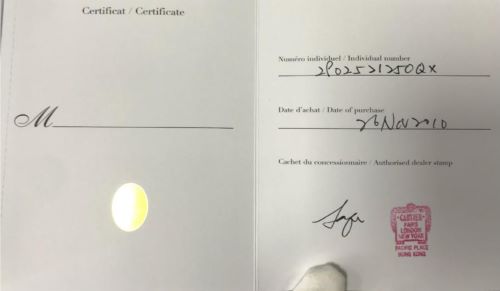 Certificat / Certificate
M
Numéro individuel / Individual number
2902531250QX
Date d'achat / Date of purchase
26 Nov 2010
Cachet du concessionnaire / Authorised dealer stamp
CARTIER
PARIS
LONDON
NEW YORK
PACIFIC PLACE
HONG KONG